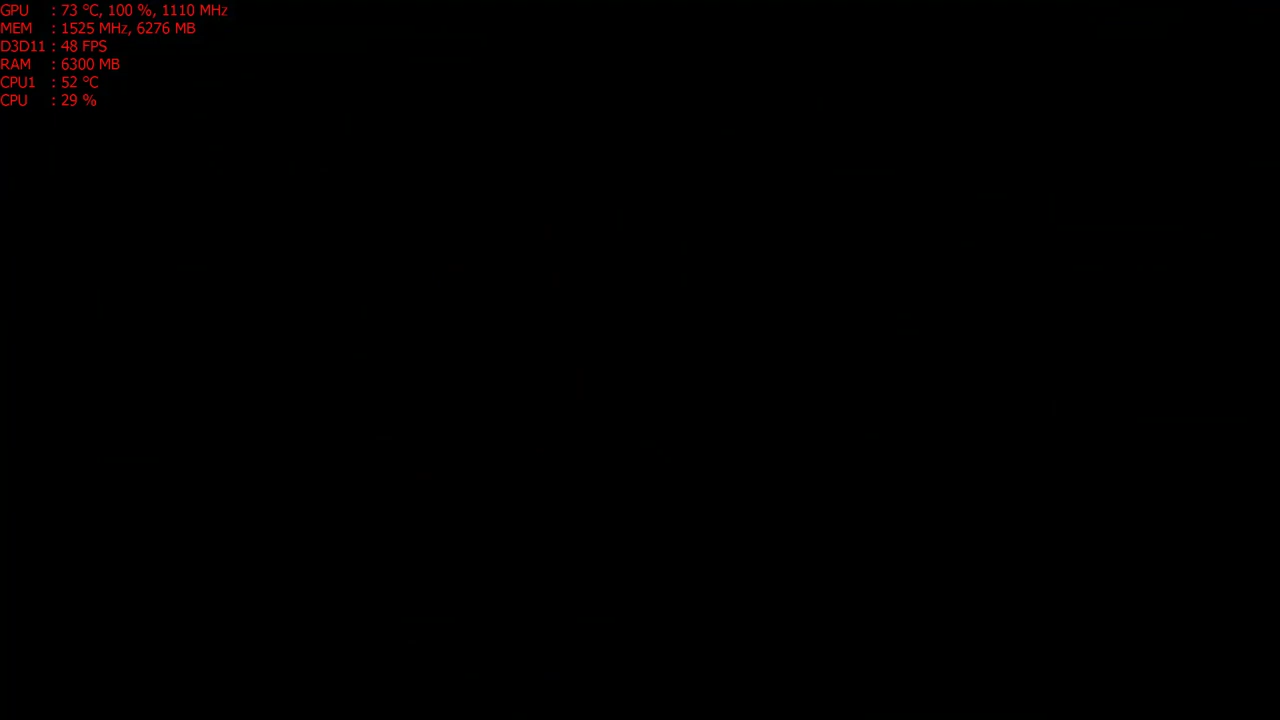 GPU : 73 °C, 100 %, 1110 MHz
MEM : 1525 MHz, 6276 MB
D3D11 : 48 FPS
RAM : 6300 MB
CPU1 : 52 °C
CPU : 29 %